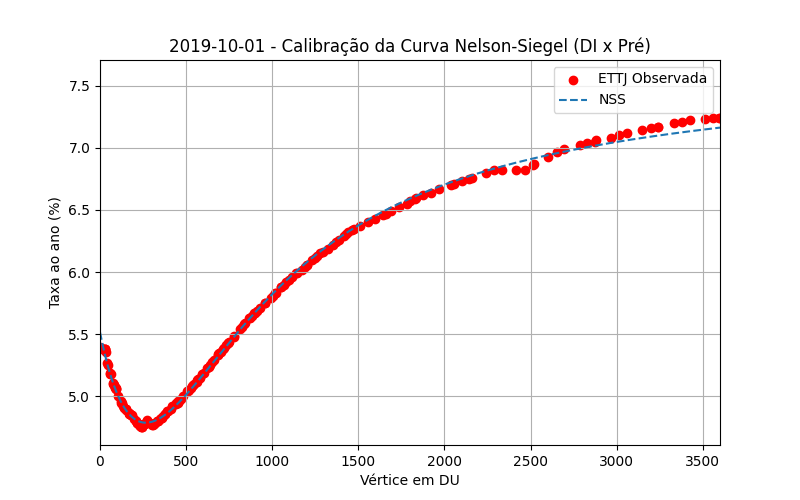 2019-10-01 - Calibração da Curva Nelson-Siegel (DI x Pré)
ETTJ Observada
NSS
7.5
7.0
6.5
6.0
5.5
5.0
Taxa ao ano (%)
0 500 1000 1500 2000 2500 3000 3500
Vértice em DU